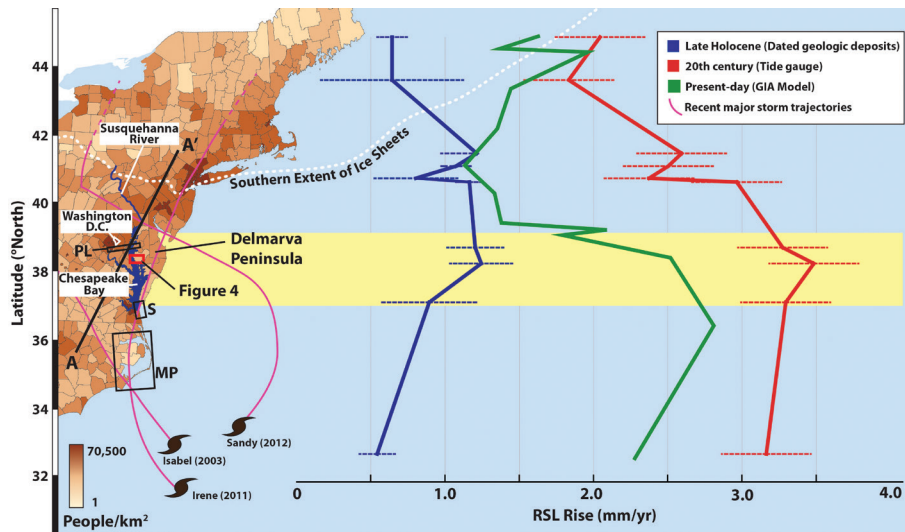 Late Holocene (Dated geologic deposits)
20th century (Tide gauge)
Present-day (GIA Model)
Recent major storm trajectories
Latitude (°North)
44
42
40
38
36
34
32
Susquehanna
River
A'
Southern Extent of Ice Sheets
Washington
D.C.
PL
Delmarva
Peninsula
Chesapeake
Bay
Figure 4
S
A
MP
Sandy (2012)
Isabel (2003)
Irene (2011)
70,500
1
People/km²
0
1.0
2.0
3.0
4.0
RSL Rise (mm/yr)